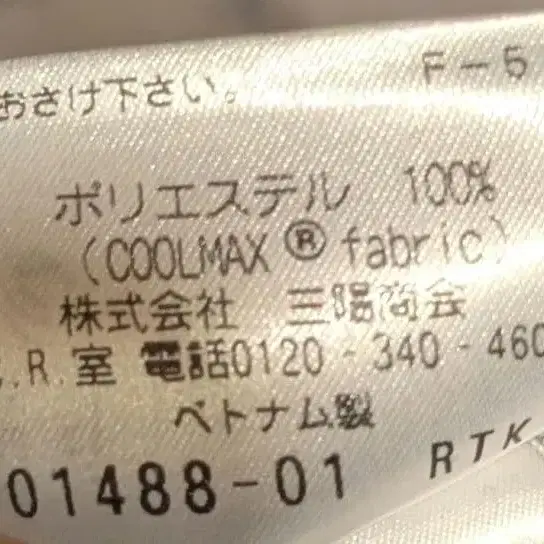 F-5
おさけ下さい。
ポリエステル 100%
(COOLMAX® fabric)
株式会社 三陽商会
.R.室 電話0120-340-460
ベトナム製
01488-01 RTK